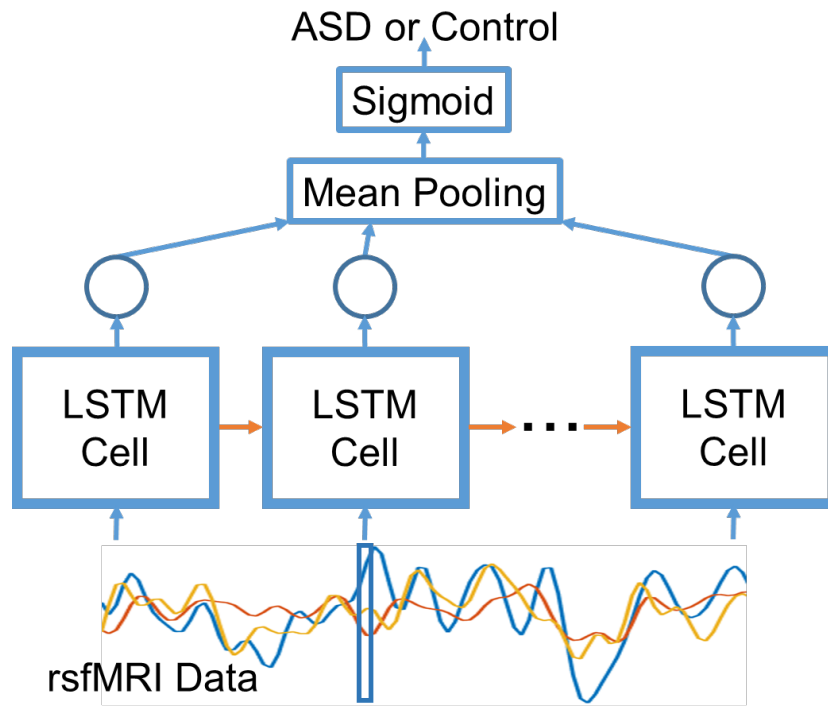 ASD or Control
Sigmoid
Mean Pooling
LSTM
Cell
LSTM
Cell
...
LSTM
Cell
rsfMRI Data